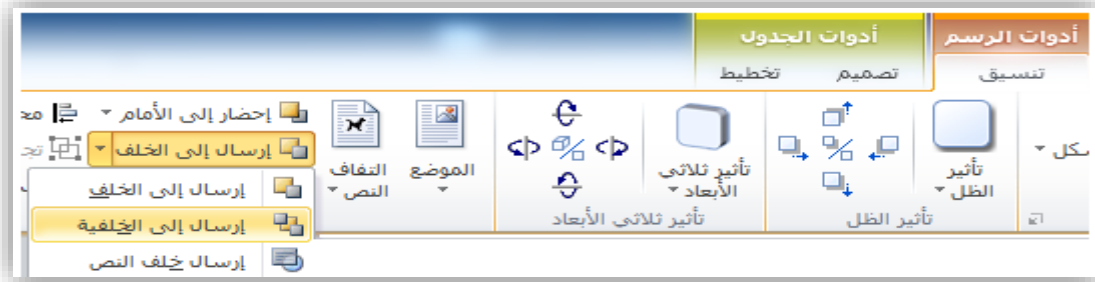 أدوات الرسم أدوات الجدول
تنسيق تصميم تخطيط
إحضار إلى الأمام
إرسال إلى الخلف
تأثير الظل
تأثير ثلاثي الأبعاد
الموضع
التفاف النص
تأثير الظل تأثير ثلاثي الأبعاد
إرسال إلى الخلف
إرسال إلى الخلفية
إرسال خلف النص